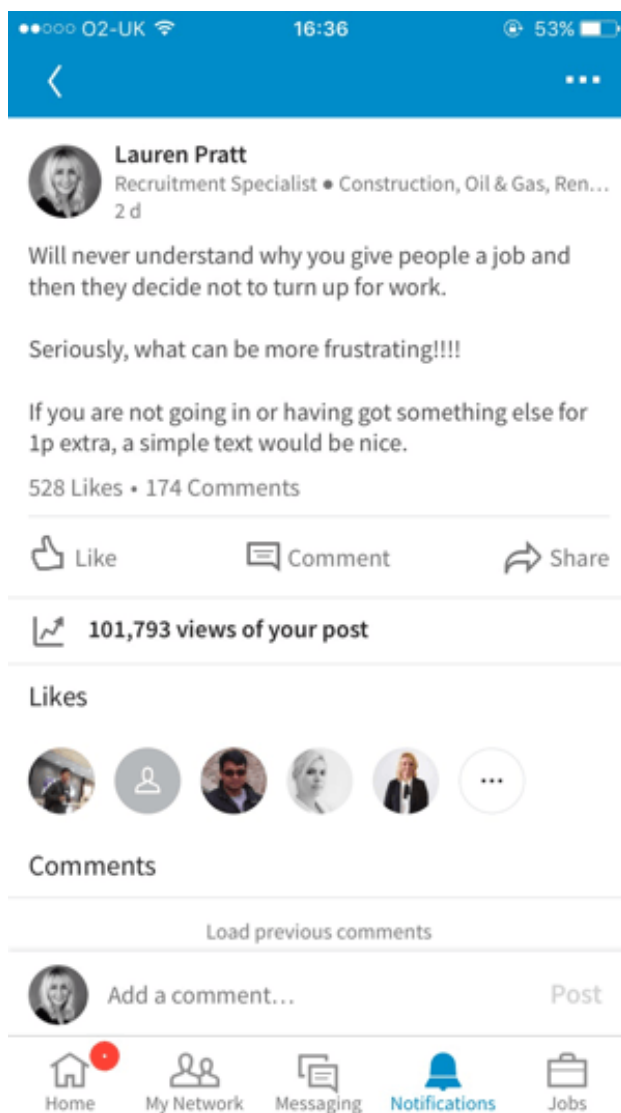 ●●○○○ O2-UK 16:36 53%
Lauren Pratt
Recruitment Specialist ● Construction, Oil & Gas, Ren...
2 d
Will never understand why you give people a job and
then they decide not to turn up for work.
Seriously, what can be more frustrating!!!!
If you are not going in or having got something else for
1p extra, a simple text would be nice.
528 Likes • 174 Comments
Like Comment Share
101,793 views of your post
Likes
Comments
Load previous comments
Add a comment... Post
Home My Network Messaging Notifications Jobs